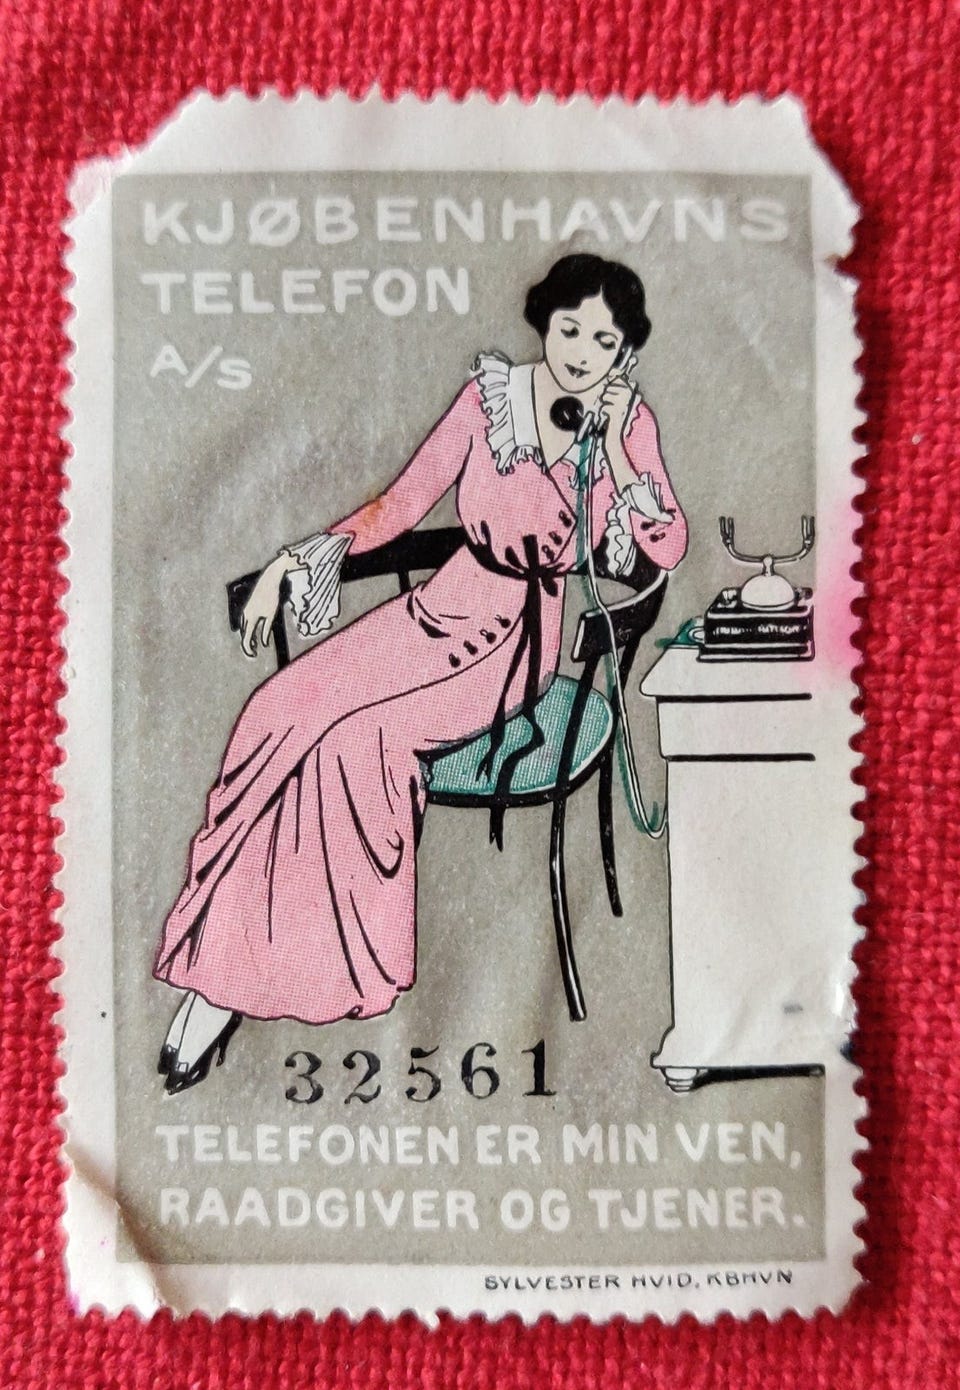 KJØBENHAVNS
TELEFON
A/S
32561
TELEFONEN ER MIN VEN,
RAADGIVER OG TJENER.
SYLVESTER HVID. KBHVN